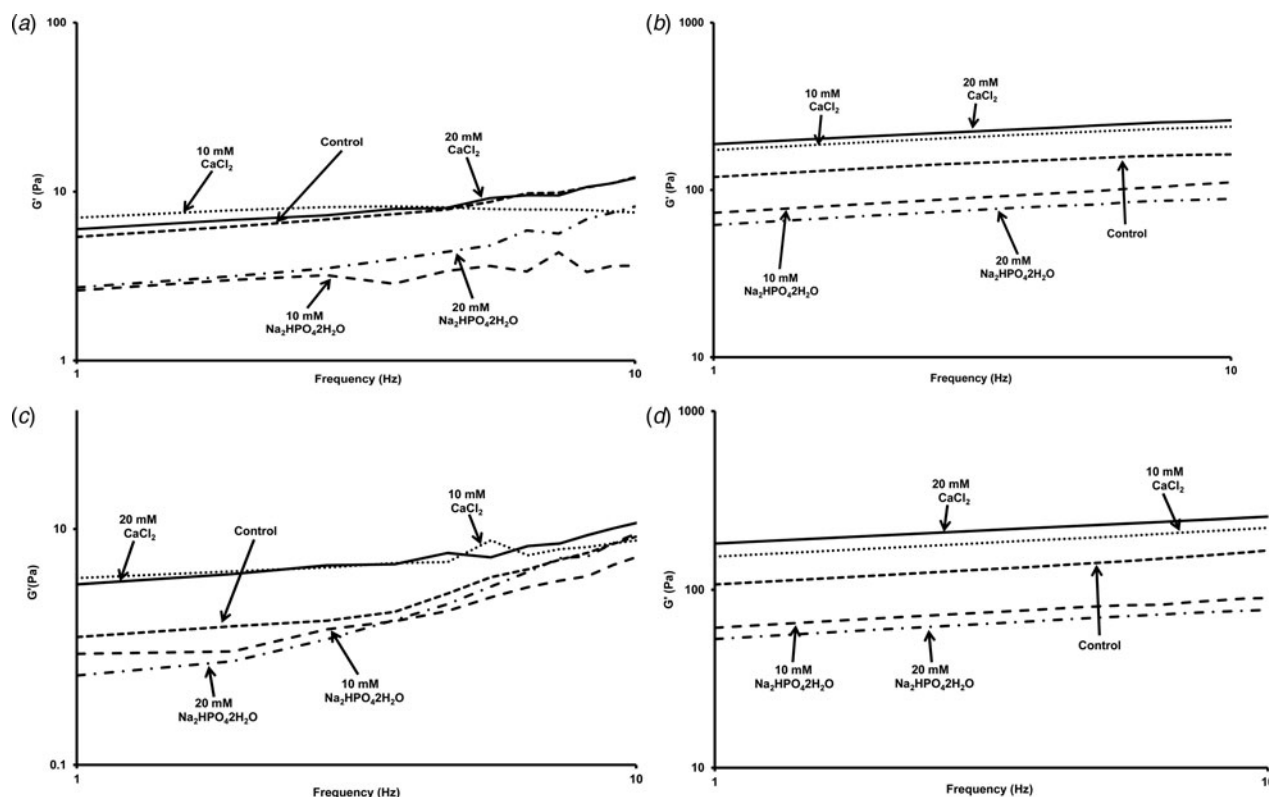 (a)
100
10 mM
CaCl₂
Control
20 mM
CaCl₂
10
G' (Pa)
10 mM
Na₂HPO₄2H₂O
20 mM
Na₂HPO₄2H₂O
1
1
Frequency (Hz)
10
(b)
1000
10 mM
CaCl₂
20 mM
CaCl₂
G' (Pa)
100
Control
10 mM
Na₂HPO₄2H₂O
20 mM
Na₂HPO₄2H₂O
10
1
Frequency (Hz)
10
(c)
20 mM
CaCl₂
Control
10 mM
CaCl₂
10
G'(Pa)
20 mM
Na₂HPO₄2H₂O
10 mM
Na₂HPO₄2H₂O
0.1
1
Frequency (Hz)
10
(d)
1000
20 mM
CaCl₂
10 mM
CaCl₂
G' (Pa)
100
Control
10 mM
Na₂HPO₄2H₂O
20 mM
Na₂HPO₄2H₂O
10
1
Frequency (Hz)
10